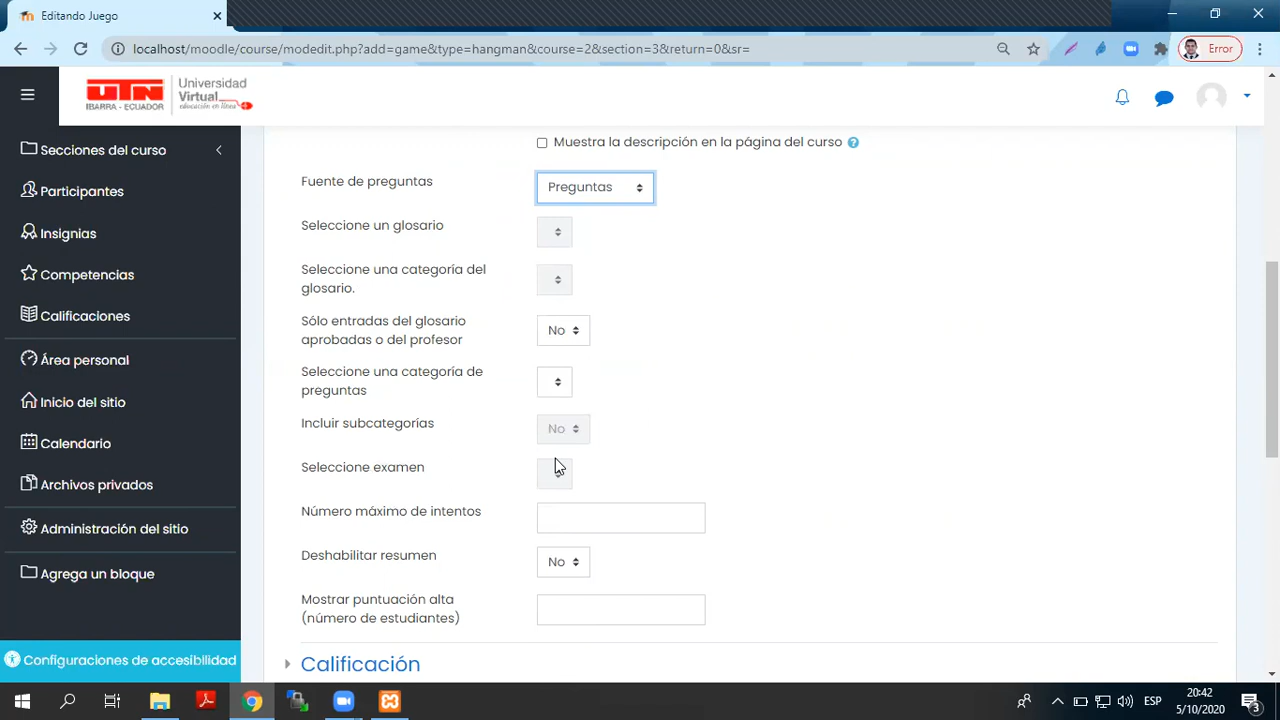 Editando Juego
localhost/moodle/course/modedit.php?add=game&type=hangman&course=2&section=3&return=0&sr=
Error
UTN
IBARRA - ECUADOR
Universidad
Virtual
educación en línea
Muestra la descripción en la página del curso
Secciones del curso
Participantes
Insignias
Competencias
Calificaciones
Área personal
Inicio del sitio
Calendario
Archivos privados
Administración del sitio
Agrega un bloque
Configuraciones de accesibilidad
Fuente de preguntas
Preguntas
Seleccione un glosario
Seleccione una categoría del
glosario.
Sólo entradas del glosario
aprobadas o del profesor
No
Seleccione una categoría de
preguntas
Incluir subcategorías
No
Seleccione examen
Número máximo de intentos
Deshabilitar resumen
No
Mostrar puntuación alta
(número de estudiantes)
Calificación
ESP
20:42
5/10/2020
3